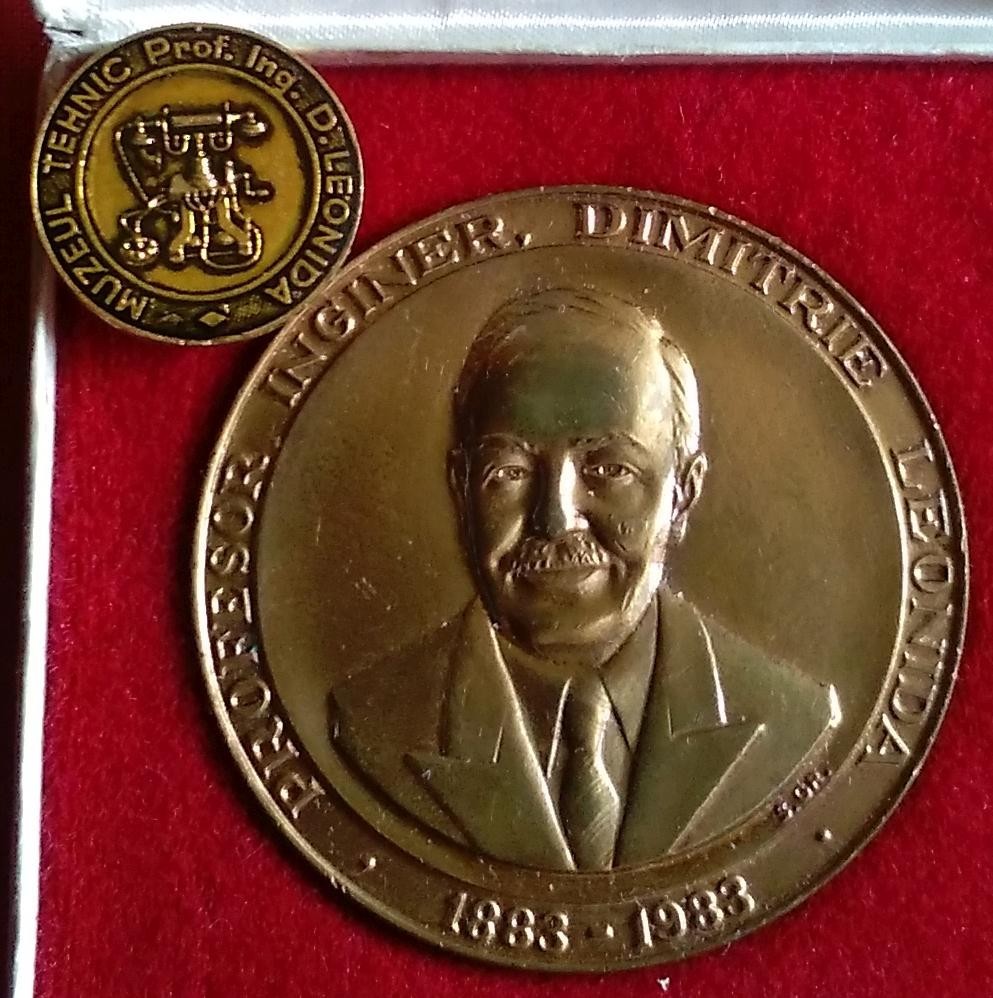 MUZEUL TEHNIC Prof. Ing. D. LEONIDA
PROFESOR INGINER, DIMITRIE LEONIDA
1883 - 1983